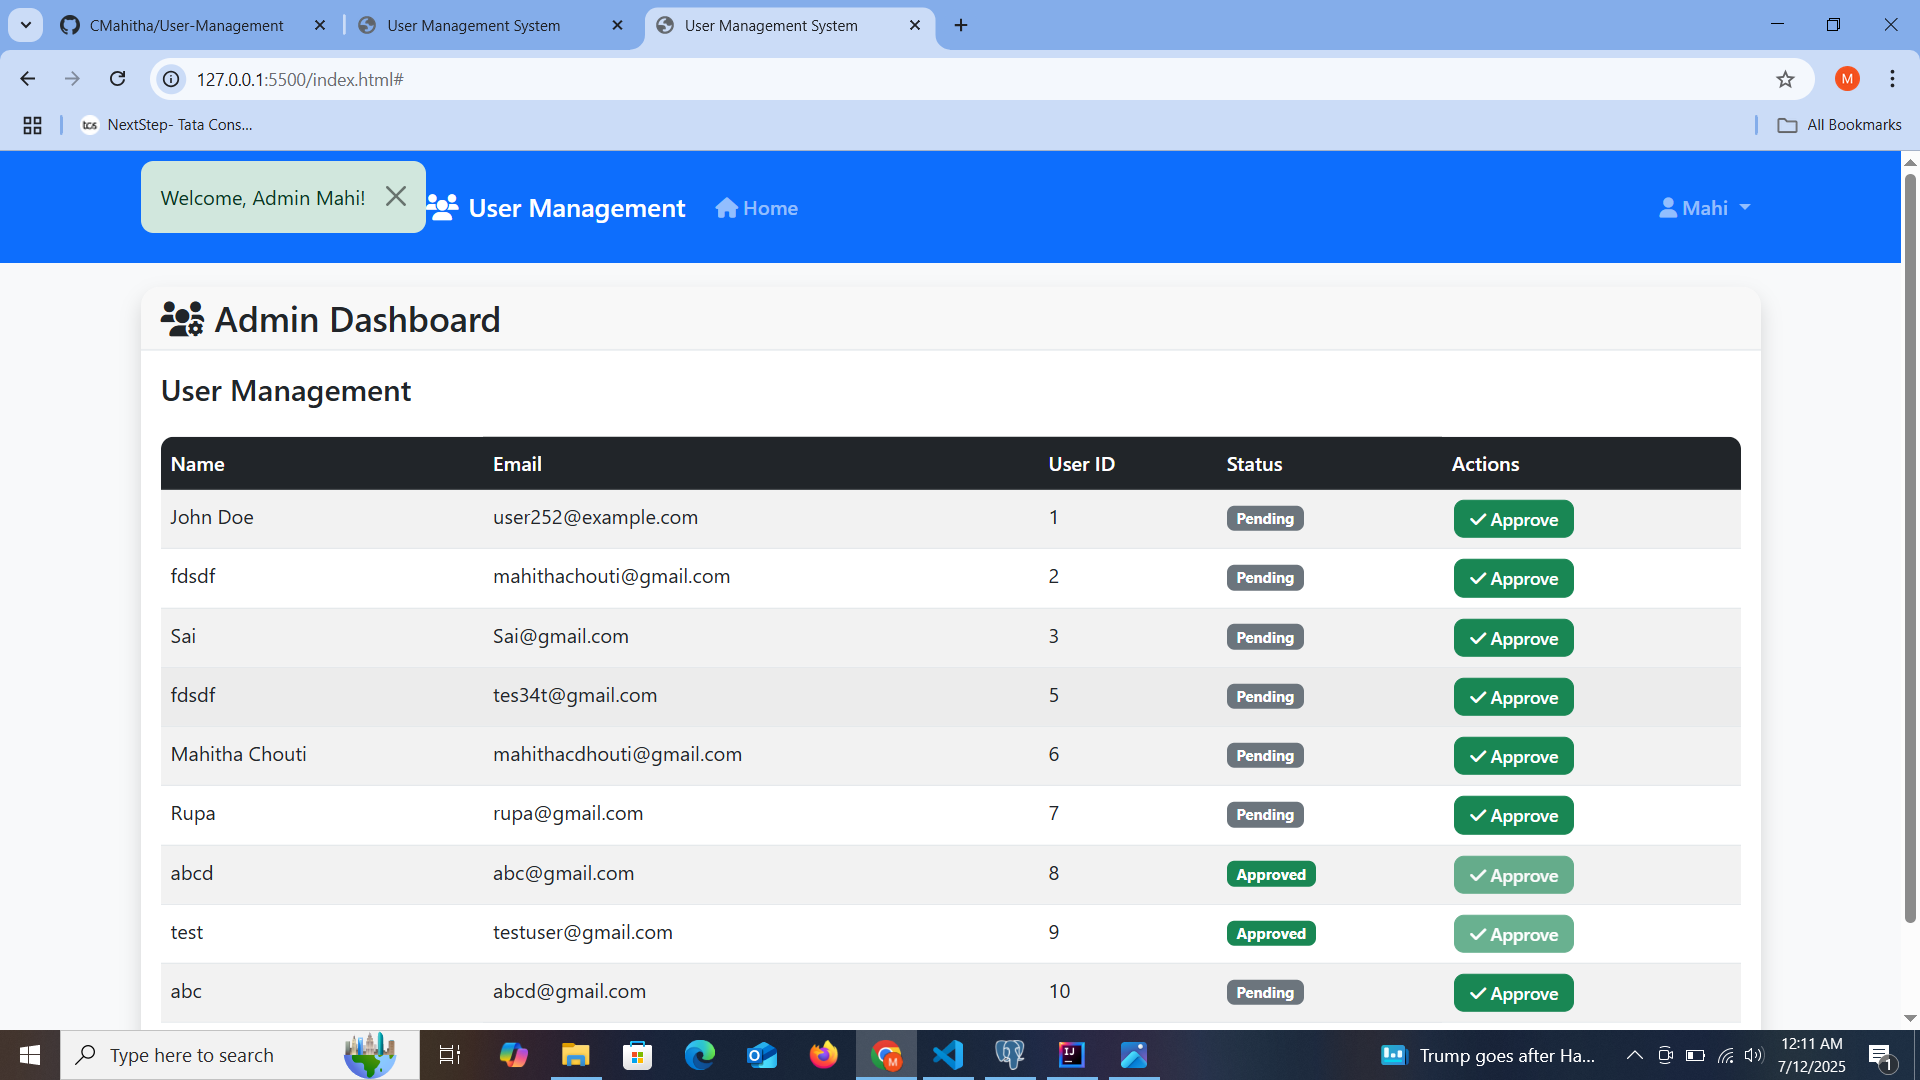 CMahitha/User-Management
User Management System
User Management System
127.0.0.1:5500/index.html#
M
tcs NextStep- Tata Cons...
All Bookmarks
Welcome, Admin Mahi!
User Management
Home
Mahi
Admin Dashboard
User Management
Name Email User ID Status Actions
John Doe user252@example.com 1 Pending Approve
fdsdf mahithachouti@gmail.com 2 Pending Approve
Sai Sai@gmail.com 3 Pending Approve
fdsdf tes34t@gmail.com 5 Pending Approve
Mahitha Chouti mahithacdhouti@gmail.com 6 Pending Approve
Rupa rupa@gmail.com 7 Pending Approve
abcd abc@gmail.com 8 Approved Approve
test testuser@gmail.com 9 Approved Approve
abc abcd@gmail.com 10 Pending Approve
Type here to search
M
IJ
Trump goes after Ha...
12:11 AM
7/12/2025
1